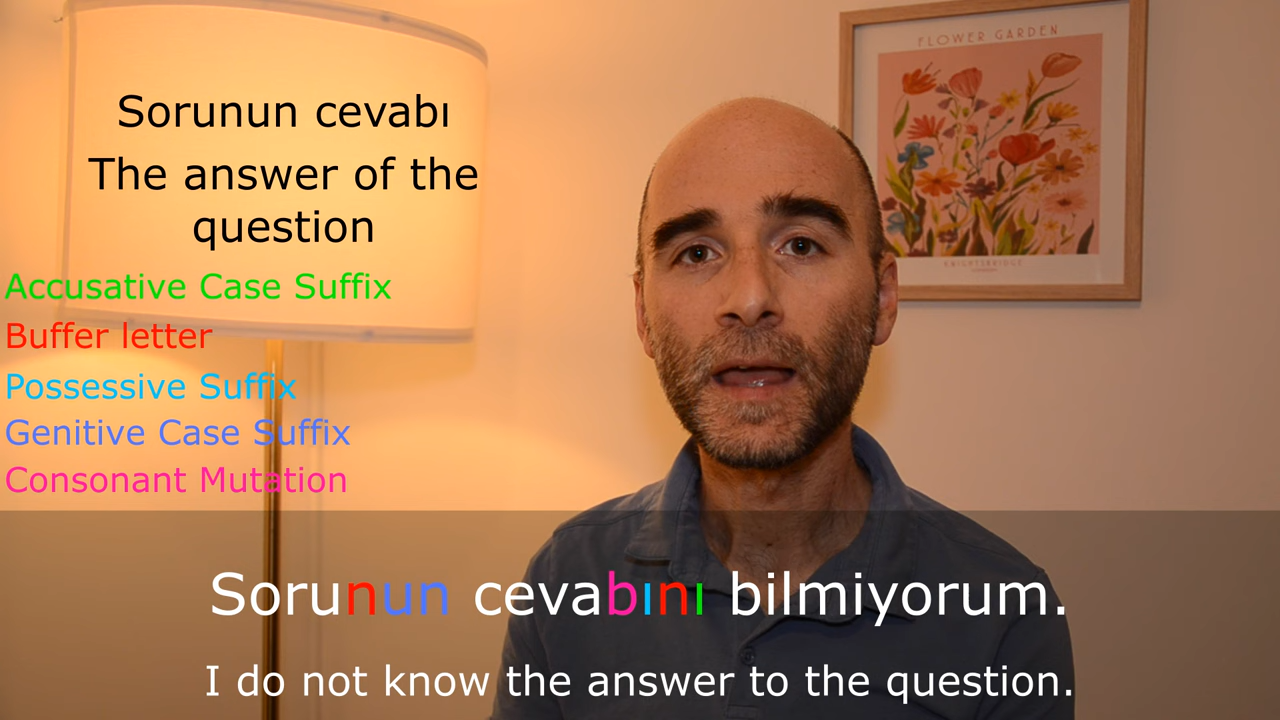 FLOWER GARDEN
KNIGHTSBRIDGE
Sorunun cevabı
The answer of the
question
Accusative Case Suffix
Buffer letter
Possessive Suffix
Genitive Case Suffix
Consonant Mutation
Sorunun cevabını bilmiyorum.
I do not know the answer to the question.